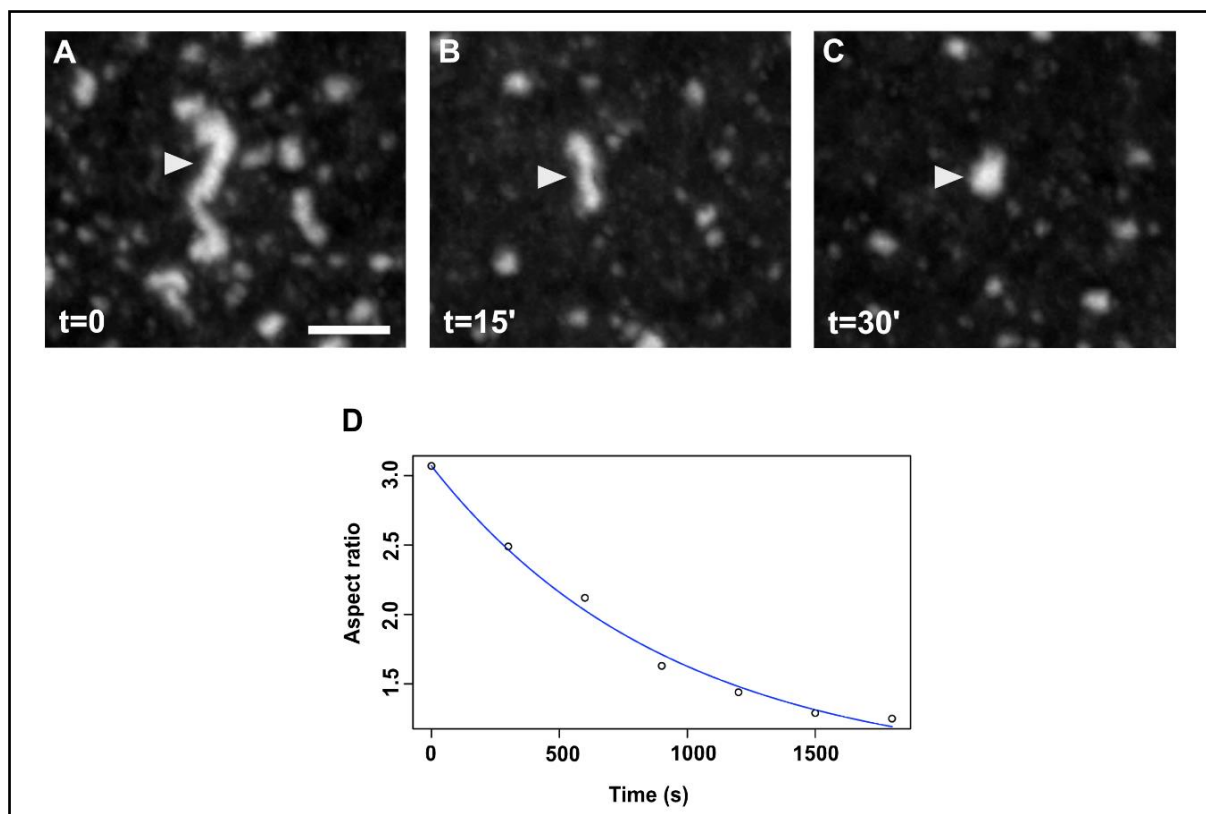 A
B
C
t=0
t=15'
t=30'
D
3.0
2.5
2.0
1.5
Aspect ratio
0
500
1000
1500
Time (s)